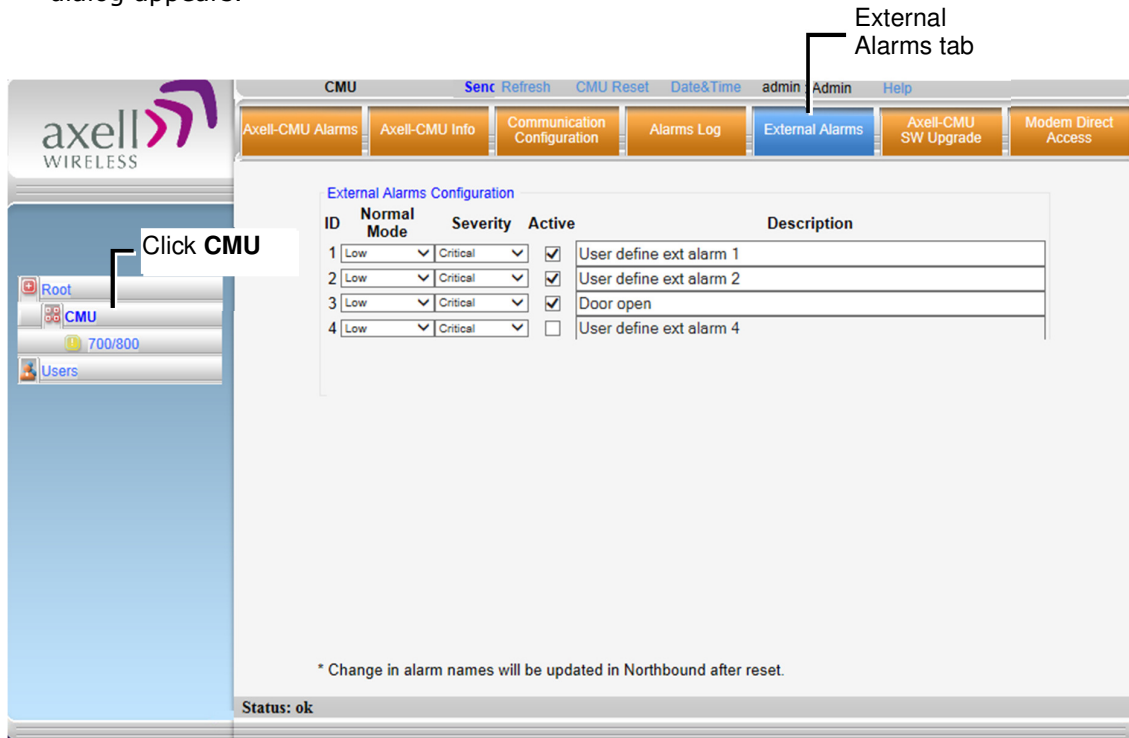 dialog appears.
External
Alarms tab
axell
WIRELESS
CMU Send Refresh CMU Reset Date&Time admin : Admin Help
Axell-CMU Alarms Axell-CMU Info Communication Configuration Alarms Log External Alarms Axell-CMU SW Upgrade Modem Direct Access
Click CMU
Root
CMU
700/800
Users
External Alarms Configuration
ID Normal Mode Severity Active Description
1 Low Critical User define ext alarm 1
2 Low Critical User define ext alarm 2
3 Low Critical Door open
4 Low Critical User define ext alarm 4
* Change in alarm names will be updated in Northbound after reset.
Status: ok